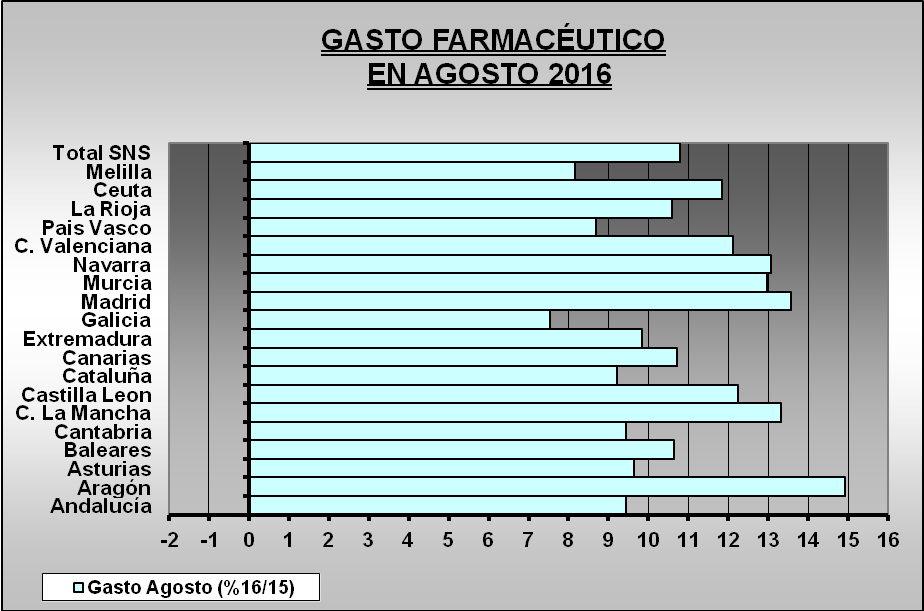 GASTO FARMACÉUTICO
EN AGOSTO 2016
Total SNS
Melilla
Ceuta
La Rioja
Pais Vasco
C. Valenciana
Navarra
Murcia
Madrid
Galicia
Extremadura
Canarias
Cataluña
Castilla Leon
C. La Mancha
Cantabria
Baleares
Asturias
Aragón
Andalucía
-2 -1 0 1 2 3 4 5 6 7 8 9 10 11 12 13 14 15 16
Gasto Agosto (%16/15)